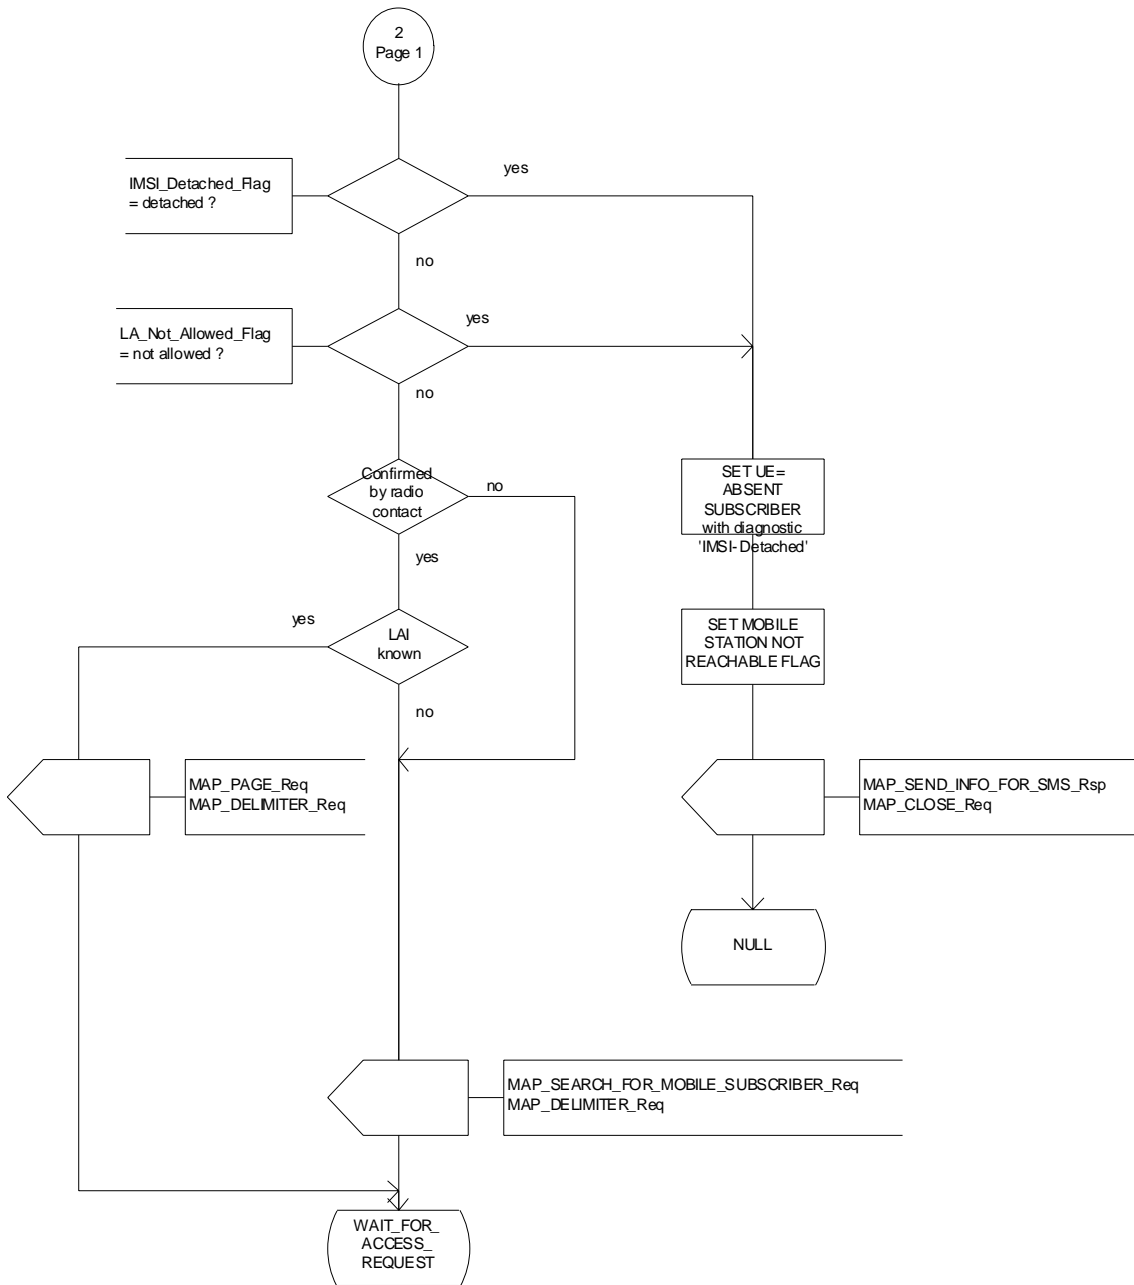 2
Page 1
yes
IMSI_Detached_Flag
= detached ?
no
yes
LA_Not_Allowed_Flag
= not allowed ?
no
Confirmed
by radio
contact
no
SET UE=
ABSENT
SUBSCRIBER
with diagnostic
'IMSI-Detached'
yes
yes
LAI
known
SET MOBILE
STATION NOT
REACHABLE FLAG
no
MAP_PAGE_Req
MAP_DELIMITER_Req
MAP_SEND_INFO_FOR_SMS_Rsp
MAP_CLOSE_Req
NULL
MAP_SEARCH_FOR_MOBILE_SUBSCRIBER_Req
MAP_DELIMITER_Req
WAIT_FOR_
ACCESS_
REQUEST